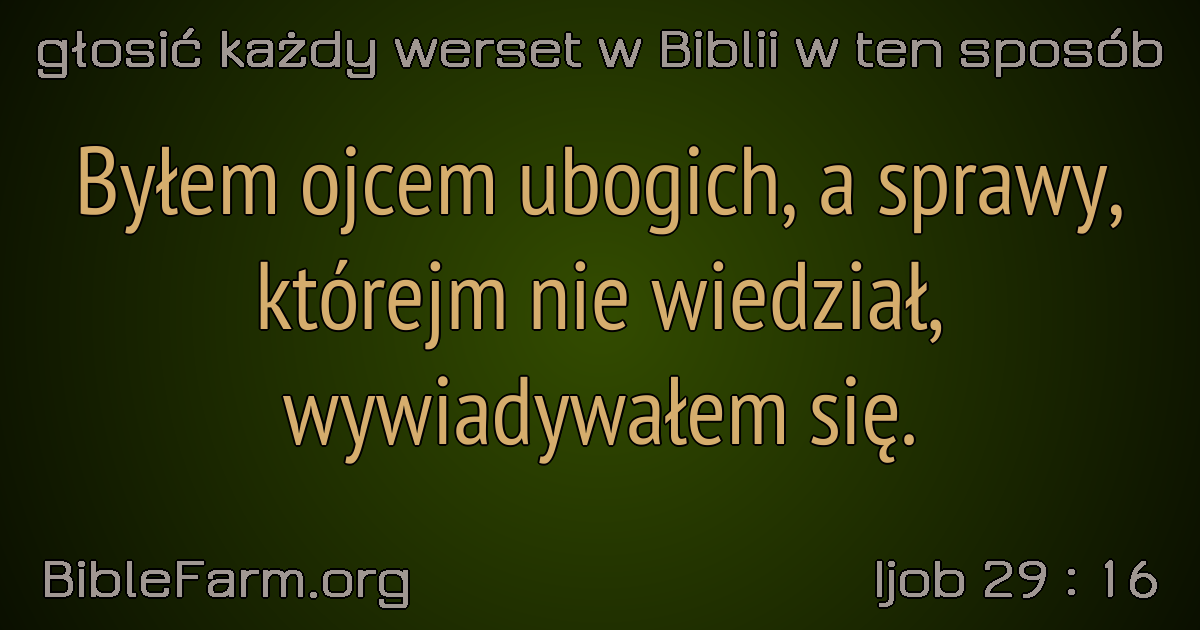 głosić każdy werset w Biblii w ten sposób
Byłem ojcem ubogich, a sprawy,
którejm nie wiedział,
wywiadywałem się.
BibleFarm.org
Ijob 29 : 16